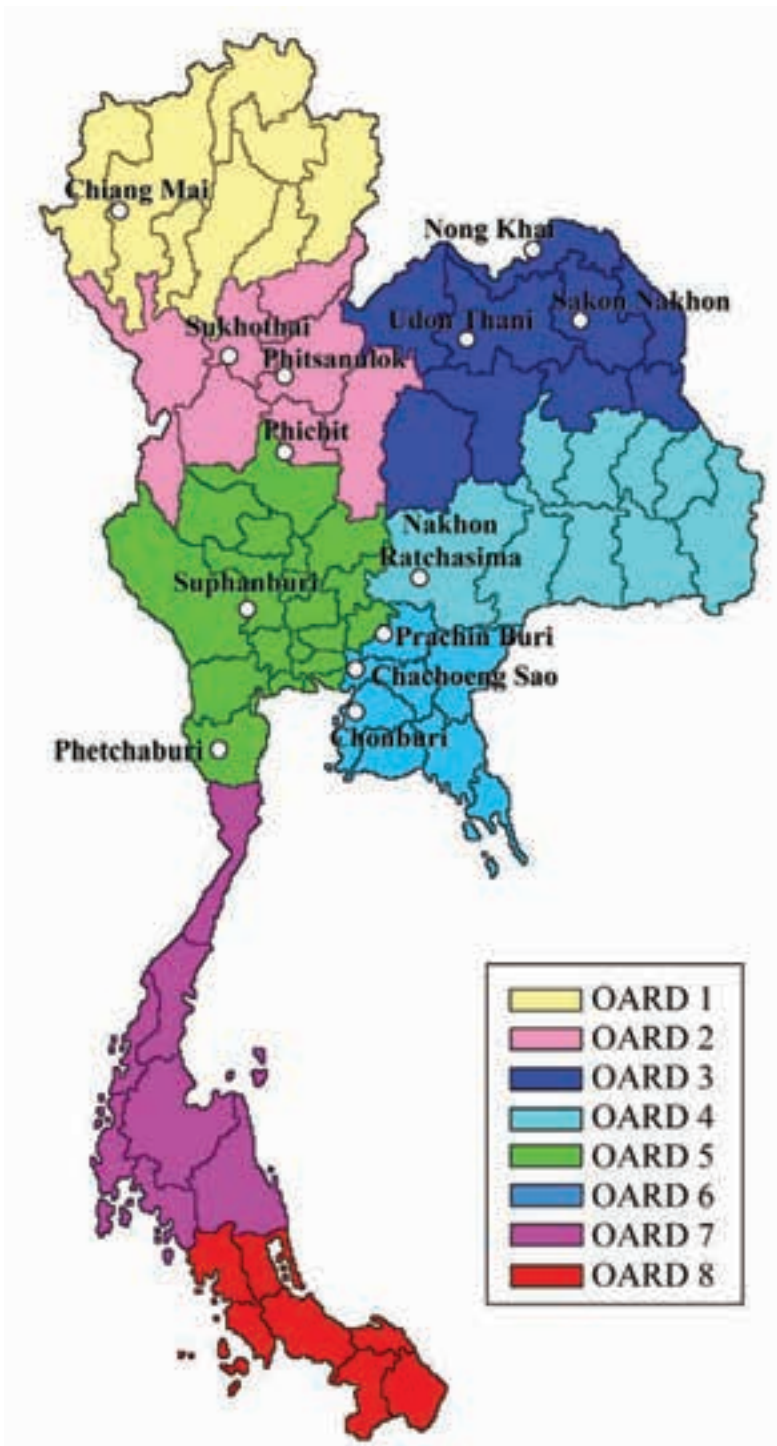 Chiang Mai
Nong Khai
Udon Thani
Sakon Nakhon
Sukhothai
Phitsanulok
Phichit
Nakhon
Ratchasima
Suphanburi
Prachin Buri
Chachoeng Sao
Chonburi
Phetchaburi
OARD 1
OARD 2
OARD 3
OARD 4
OARD 5
OARD 6
OARD 7
OARD 8